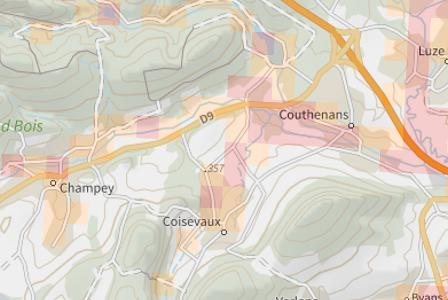 Luze
D9
Couthenans
d Bois
.357
Champey
Coisevaux